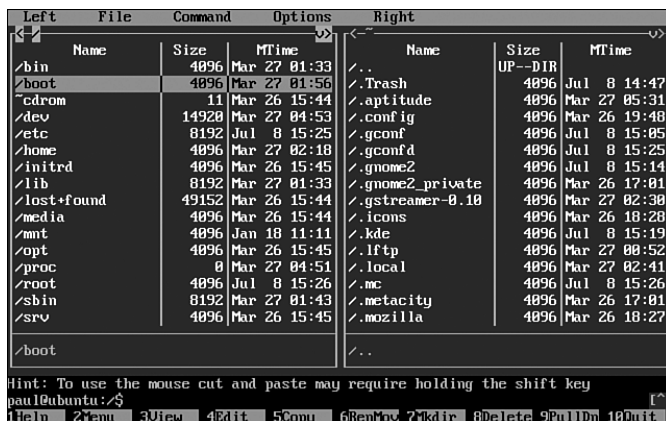 Left File Command Options Right
<-/ v> <-~ v>
Name Size MTime Name Size MTime
/bin 4096 Mar 27 01:33 /.. UP--DIR
/boot 4096 Mar 27 01:56 /.Trash 4096 Jul 8 14:47
~cdrom 11 Mar 26 15:44 /.aptitude 4096 Mar 27 05:31
/dev 14920 Mar 27 04:53 /.config 4096 Mar 26 19:48
/etc 8192 Jul 8 15:25 /.gconf 4096 Jul 8 15:05
/home 4096 Mar 27 02:18 /.gconfd 4096 Jul 8 15:25
/initrd 4096 Mar 26 15:45 /.gnome2 4096 Jul 8 15:14
/lib 8192 Mar 27 01:33 /.gnome2_private 4096 Mar 26 17:01
/lost+found 49152 Mar 26 15:44 /.gstreamer-0.10 4096 Mar 27 02:30
/media 4096 Mar 26 15:44 /.icons 4096 Mar 26 18:28
/mnt 4096 Jan 18 11:11 /.kde 4096 Jul 8 15:19
/opt 4096 Mar 26 15:45 /.lftp 4096 Mar 27 00:52
/proc 0 Mar 27 04:51 /.local 4096 Mar 27 02:41
/root 4096 Jul 8 15:26 /.mc 4096 Jul 8 15:26
/sbin 8192 Mar 27 01:43 /.metacity 4096 Mar 26 17:01
/srv 4096 Mar 26 15:45 /.mozilla 4096 Mar 26 18:27
/boot /..
Hint: To use the mouse cut and paste may require holding the shift key
paul@ubuntu:/$ [^
1Help 2Menu 3View 4Edit 5Copy 6RenMov 7Mkdir 8Delete 9PullDn 10Quit